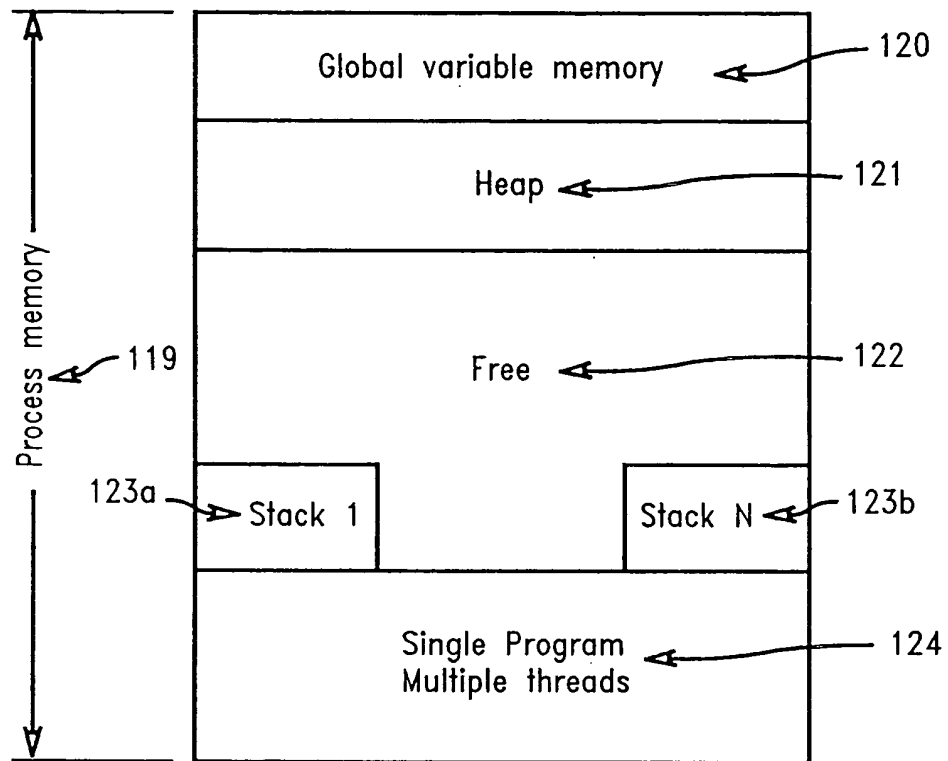 Global variable memory
120
Heap
121
Process memory
119
Free
122
123a
Stack 1
Stack N
123b
Single Program
Multiple threads
124